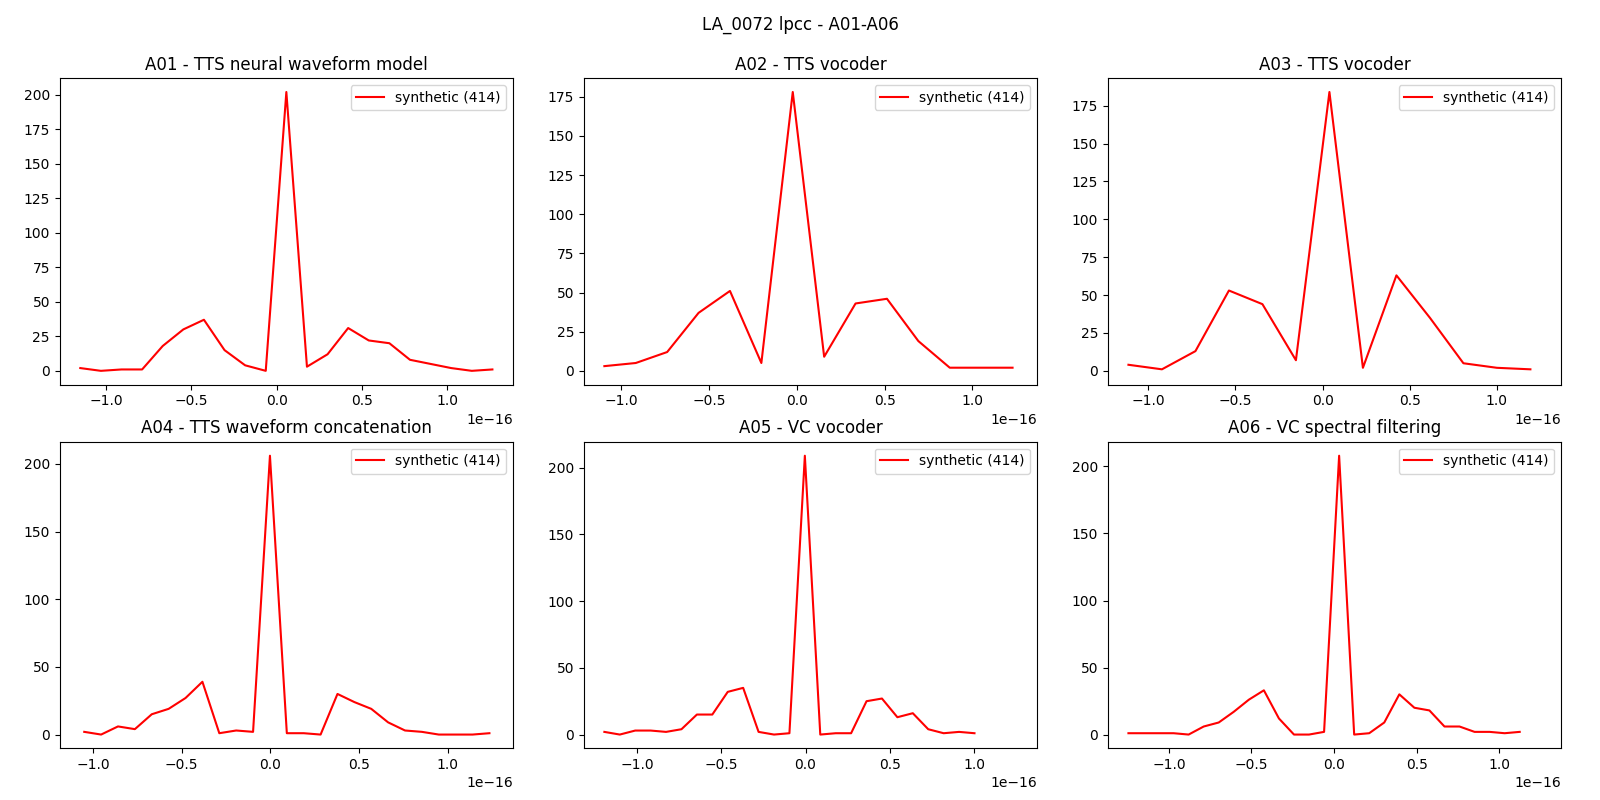 LA_0072 lpcc - A01-A06
A01 - TTS neural waveform model
synthetic (414)
200
175
150
125
100
75
50
25
0
−1.0 −0.5 0.0 0.5 1.0
1e−16
A02 - TTS vocoder
synthetic (414)
175
150
125
100
75
50
25
0
−1.0 −0.5 0.0 0.5 1.0
1e−16
A03 - TTS vocoder
synthetic (414)
175
150
125
100
75
50
25
0
−1.0 −0.5 0.0 0.5 1.0
1e−16
A04 - TTS waveform concatenation
synthetic (414)
200
150
100
50
0
−1.0 −0.5 0.0 0.5 1.0
1e−16
A05 - VC vocoder
synthetic (414)
200
150
100
50
0
−1.0 −0.5 0.0 0.5 1.0
1e−16
A06 - VC spectral filtering
synthetic (414)
200
150
100
50
0
−1.0 −0.5 0.0 0.5 1.0
1e−16